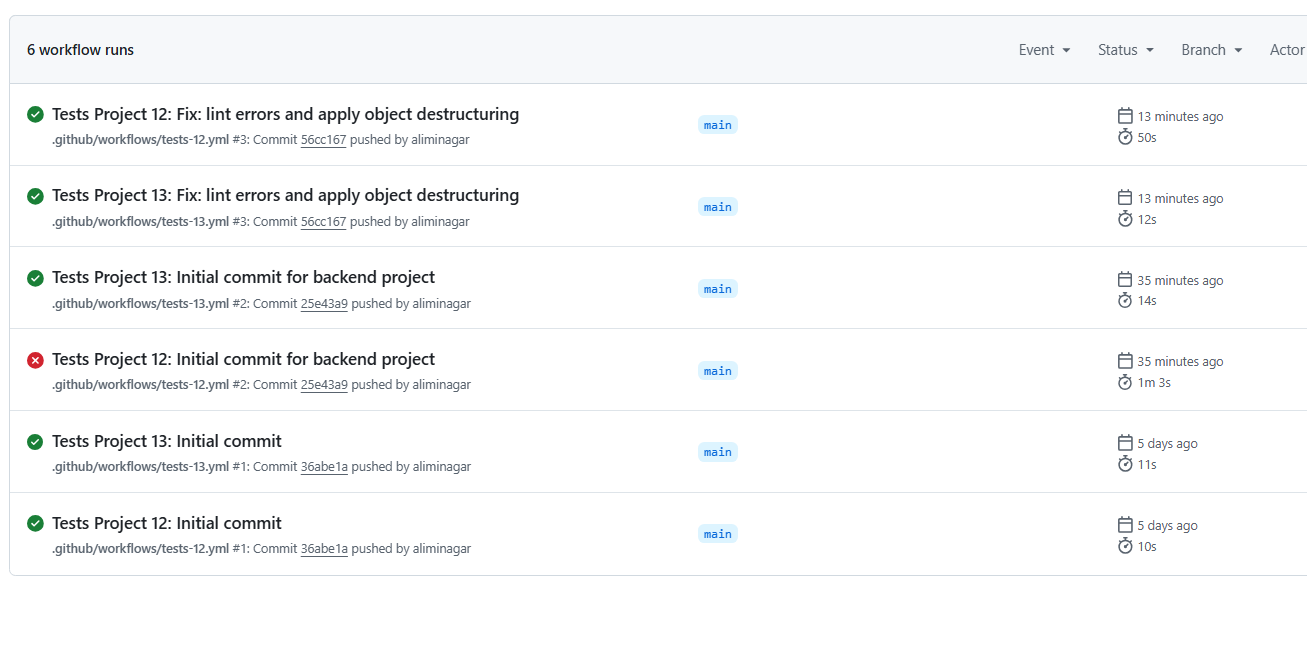 6 workflow runs
Event
Status
Branch
Actor
Tests Project 12: Fix: lint errors and apply object destructuring
.github/workflows/tests-12.yml #3: Commit 56cc167 pushed by aliminagar
main
13 minutes ago
50s
Tests Project 13: Fix: lint errors and apply object destructuring
.github/workflows/tests-13.yml #3: Commit 56cc167 pushed by aliminagar
main
13 minutes ago
12s
Tests Project 13: Initial commit for backend project
.github/workflows/tests-13.yml #2: Commit 25e43a9 pushed by aliminagar
main
35 minutes ago
14s
Tests Project 12: Initial commit for backend project
.github/workflows/tests-12.yml #2: Commit 25e43a9 pushed by aliminagar
main
35 minutes ago
1m 3s
Tests Project 13: Initial commit
.github/workflows/tests-13.yml #1: Commit 36abe1a pushed by aliminagar
main
5 days ago
11s
Tests Project 12: Initial commit
.github/workflows/tests-12.yml #1: Commit 36abe1a pushed by aliminagar
main
5 days ago
10s